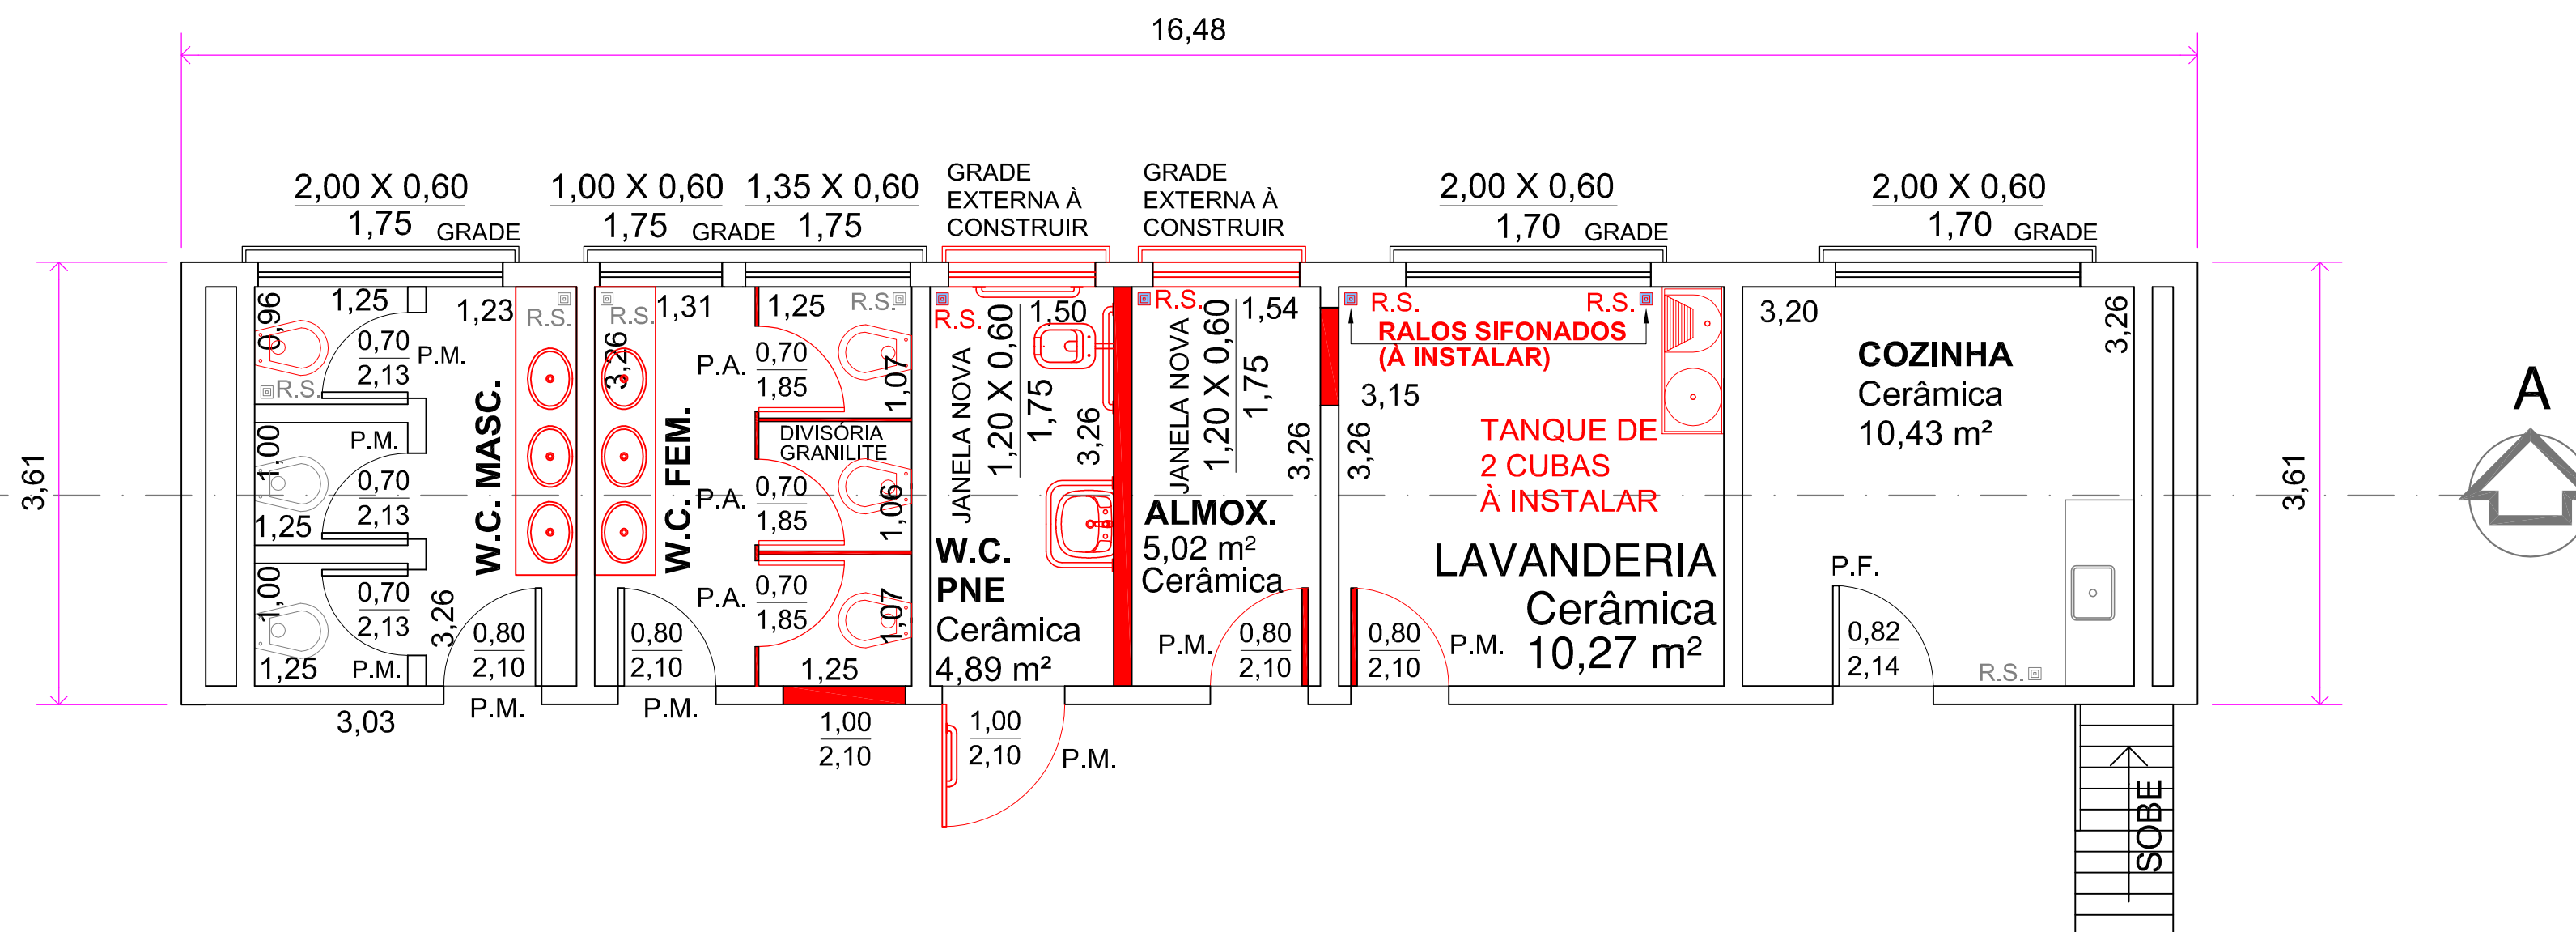 16,48
2,00 X 0,60
1,75
GRADE
1,00 X 0,60
1,75
GRADE
1,35 X 0,60
1,75
GRADE
EXTERNA À
CONSTRUIR
GRADE
EXTERNA À
CONSTRUIR
2,00 X 0,60
1,70
GRADE
2,00 X 0,60
1,70
GRADE
3,61
0,96
1,25
0,70
2,13
P.M.
R.S.
1,23
R.S.
W.C. MASC.
1,00
P.M.
0,70
2,13
1,25
1,00
0,70
2,13
1,25
P.M.
3,26
0,80
2,10
P.M.
3,03
R.S.
1,31
3,26
W.C. FEM.
P.A.
0,70
1,85
1,25
R.S.
1,07
DIVISÓRIA
GRANILITE
P.A.
0,70
1,85
1,06
P.A.
0,70
1,85
1,07
1,25
0,80
2,10
P.M.
1,00
2,10
R.S.
JANELA NOVA
1,20 X 0,60
1,75
1,50
3,26
W.C.
PNE
Cerâmica
4,89 m²
1,00
2,10
P.M.
R.S.
JANELA NOVA
1,20 X 0,60
1,75
1,54
3,26
ALMOX.
5,02 m²
Cerâmica
P.M.
0,80
2,10
R.S.
R.S.
RALOS SIFONADOS
(À INSTALAR)
3,15
3,26
TANQUE DE
2 CUBAS
À INSTALAR
LAVANDERIA
Cerâmica
10,27 m²
0,80
2,10
P.M.
3,20
3,26
COZINHA
Cerâmica
10,43 m²
P.F.
0,82
2,14
R.S.
3,61
A
SOBE